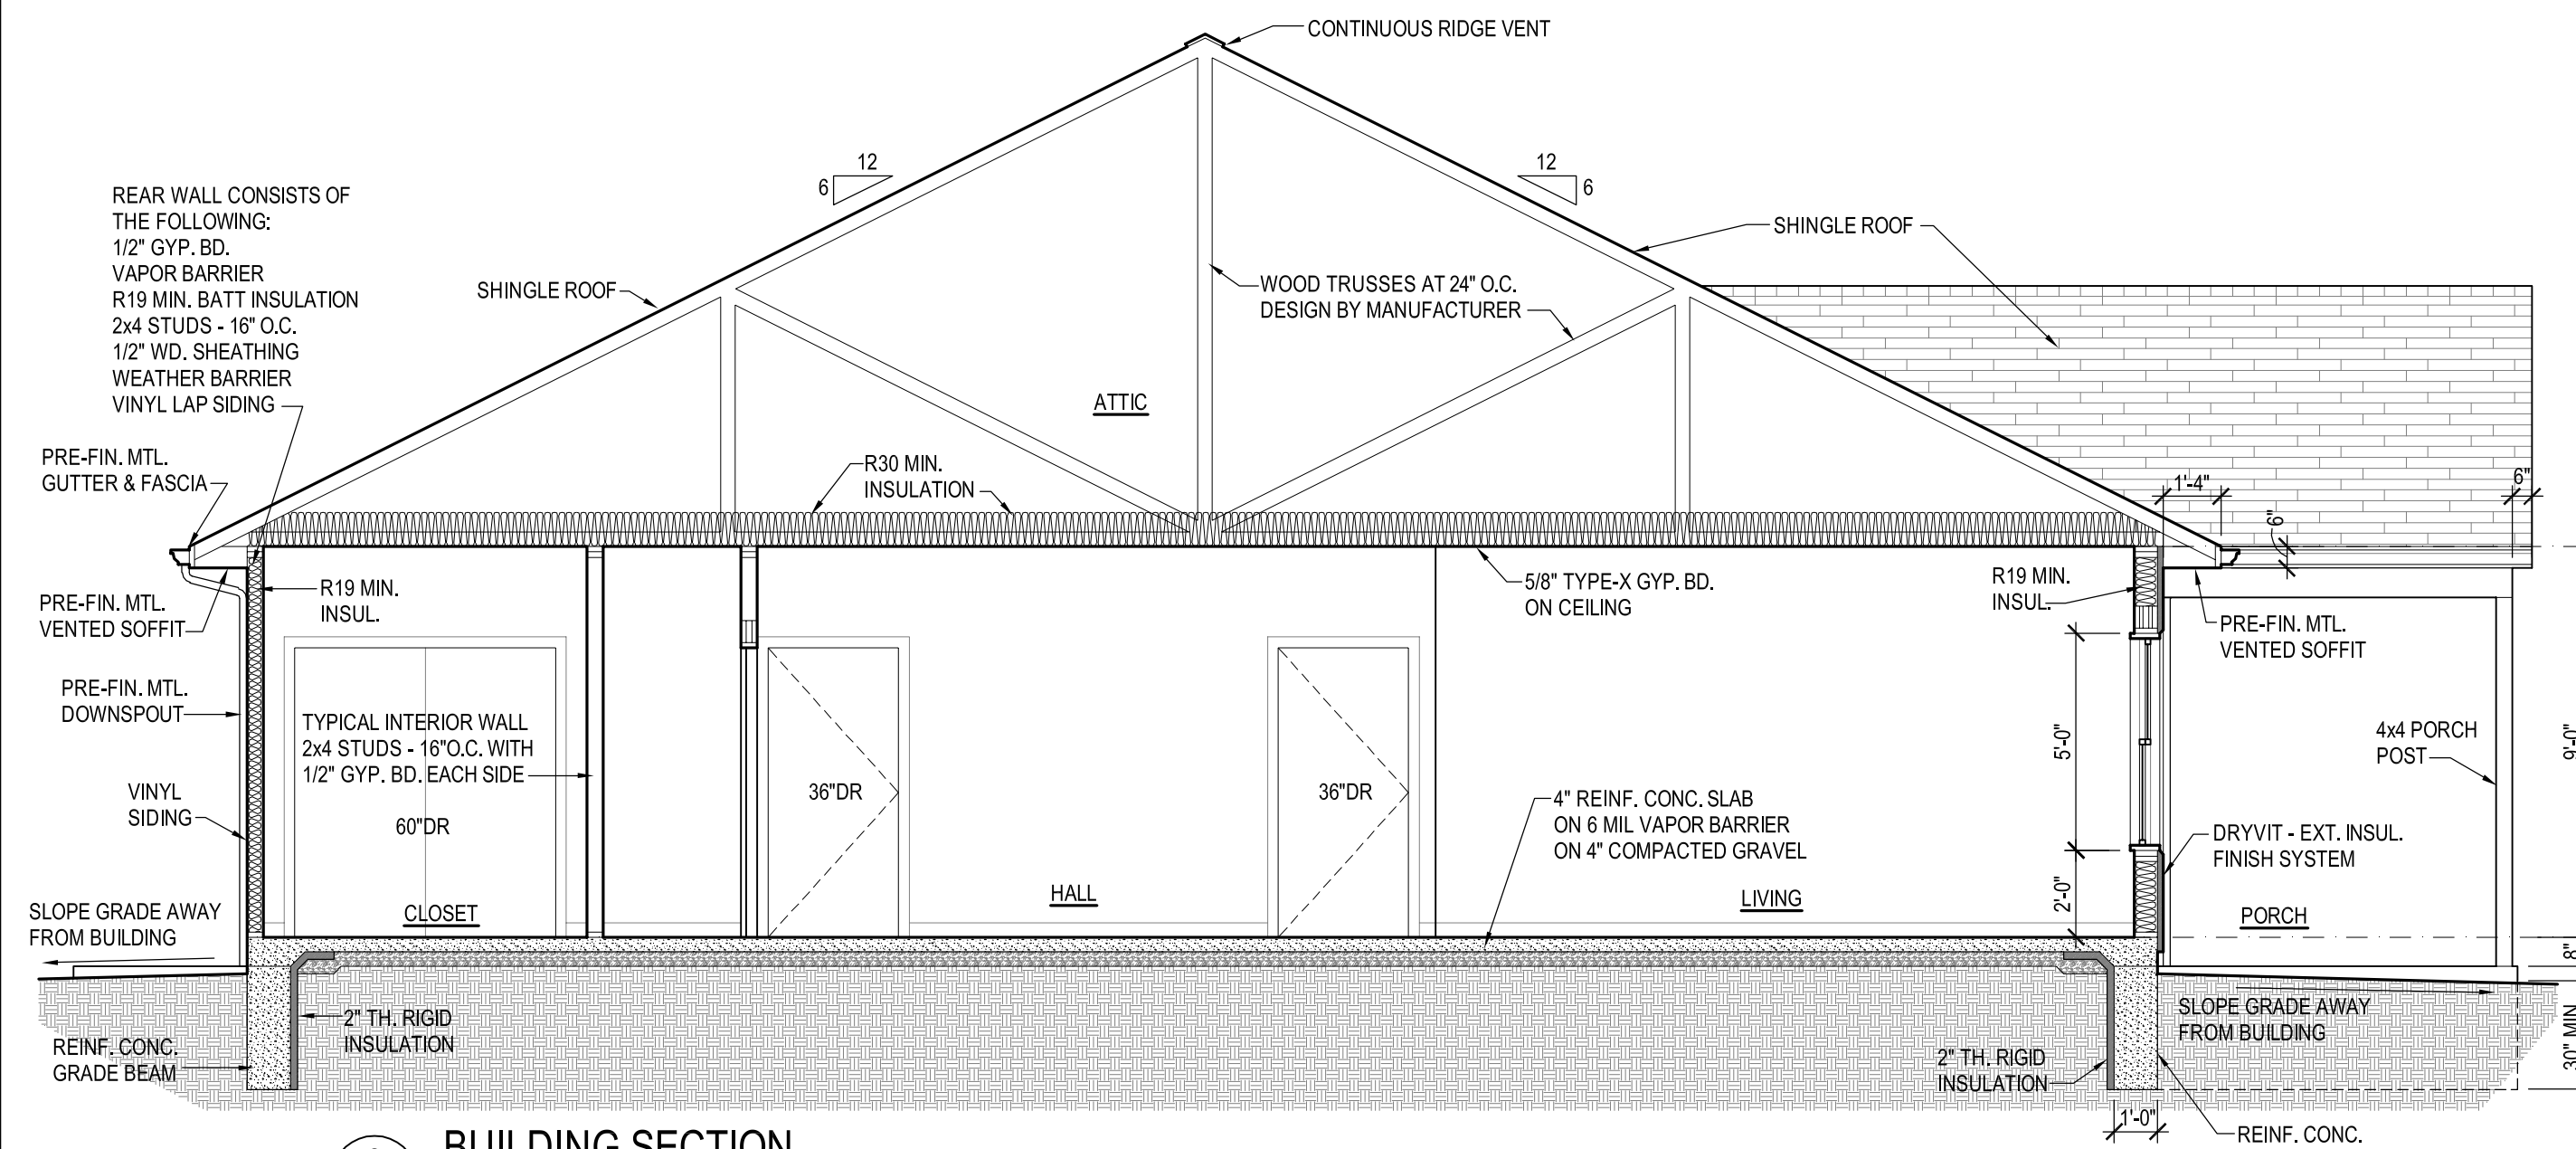 CONTINUOUS RIDGE VENT
12
6
12
6
REAR WALL CONSISTS OF
THE FOLLOWING:
1/2" GYP. BD.
VAPOR BARRIER
R19 MIN. BATT INSULATION
2x4 STUDS - 16" O.C.
1/2" WD. SHEATHING
WEATHER BARRIER
VINYL LAP SIDING
SHINGLE ROOF
SHINGLE ROOF
WOOD TRUSSES AT 24" O.C.
DESIGN BY MANUFACTURER
ATTIC
PRE-FIN. MTL.
GUTTER & FASCIA
R30 MIN.
INSULATION
1'-4"
6"
6"
R19 MIN.
INSUL.
5/8" TYPE-X GYP. BD.
ON CEILING
R19 MIN.
INSUL.
PRE-FIN. MTL.
VENTED SOFFIT
PRE-FIN. MTL.
VENTED SOFFIT
PRE-FIN. MTL.
DOWNSPOUT
TYPICAL INTERIOR WALL
2x4 STUDS - 16"O.C. WITH
1/2" GYP. BD. EACH SIDE
60"DR
36"DR
36"DR
5'-0"
4x4 PORCH
POST
9'-0"
VINYL
SIDING
4" REINF. CONC. SLAB
ON 6 MIL VAPOR BARRIER
ON 4" COMPACTED GRAVEL
DRYVIT - EXT. INSUL.
FINISH SYSTEM
CLOSET
HALL
LIVING
2'-0"
PORCH
SLOPE GRADE AWAY
FROM BUILDING
8"
2" TH. RIGID
INSULATION
REINF. CONC.
GRADE BEAM
SLOPE GRADE AWAY
FROM BUILDING
30" MIN
2" TH. RIGID
INSULATION
1'-0"
REINF. CONC.
BUILDING SECTION